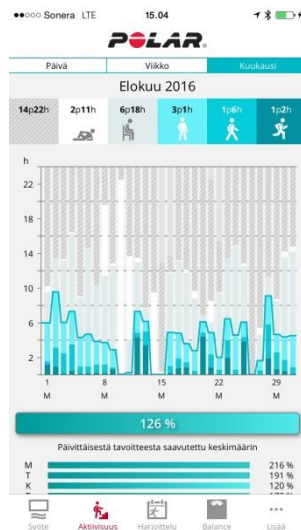 Sonera LTE 15.04
POLAR.
Päivä Viikko Kuukausi
Elokuu 2016
14p22h 2p11h 6p18h 3p1h 1p6h 1p2h
h
22
18
14
10
6
2
1 8 15 22 29
M M M M M
126 %
Päivittäisestä tavoitteesta saavutettu keskimäärin
M 216 %
T 191 %
K 120 %
Syöte Aktiivisuus Harjoittelu Balance Lisää